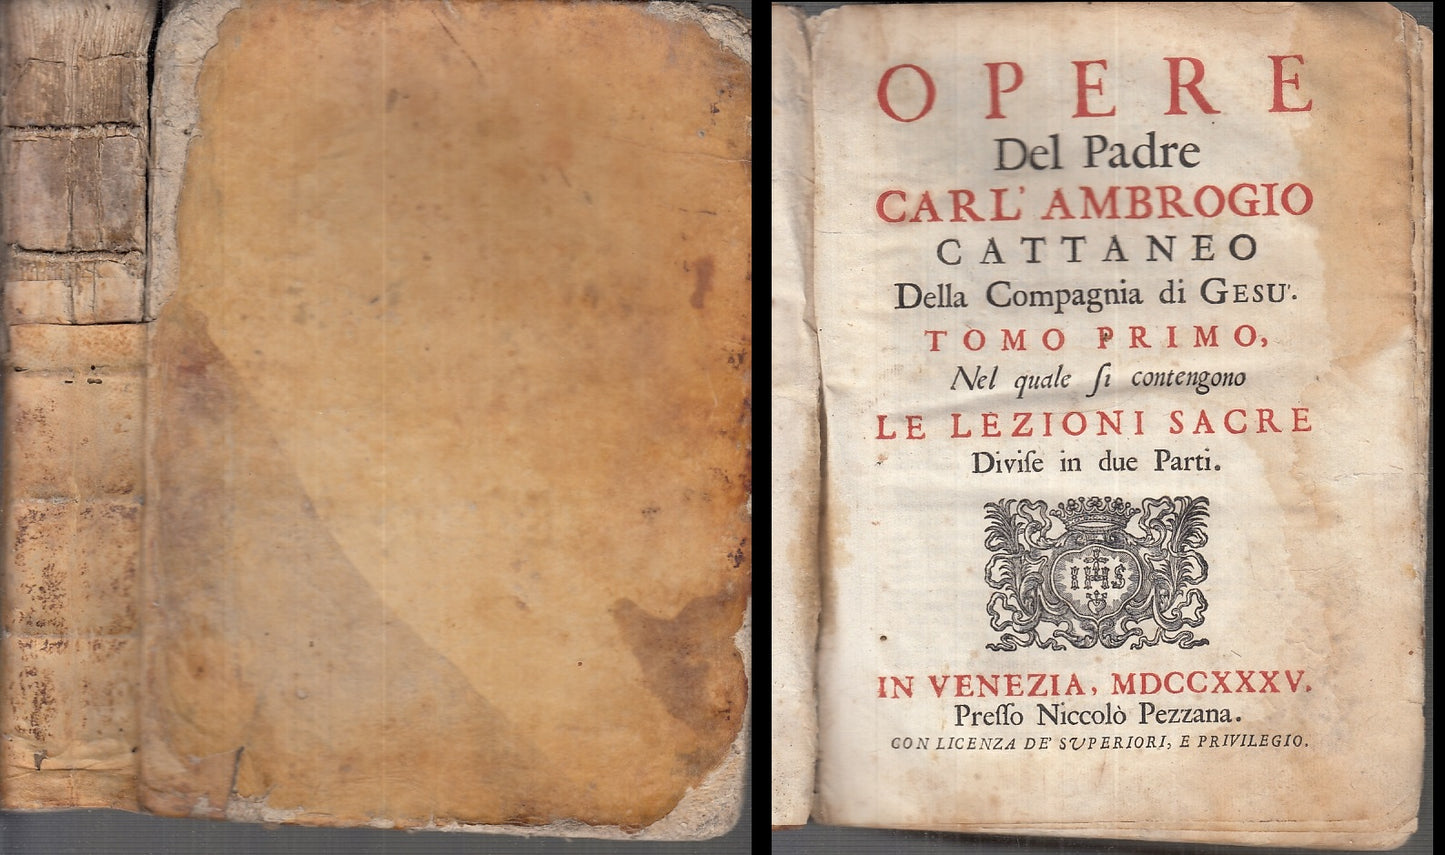 OPERE
Del Padre
CARL' AMBROGIO
CATTANEO
Della Compagnia di GESU'.
TOMO PRIMO,
Nel quale ſi contengono
LE LEZIONI SACRE
Diviſe in due Parti.
IHS
IN VENEZIA, MDCCXXXV.
Preſſo Niccolò Pezzana.
CON LICENZA DE' SUPERIORI, E PRIVILEGIO.